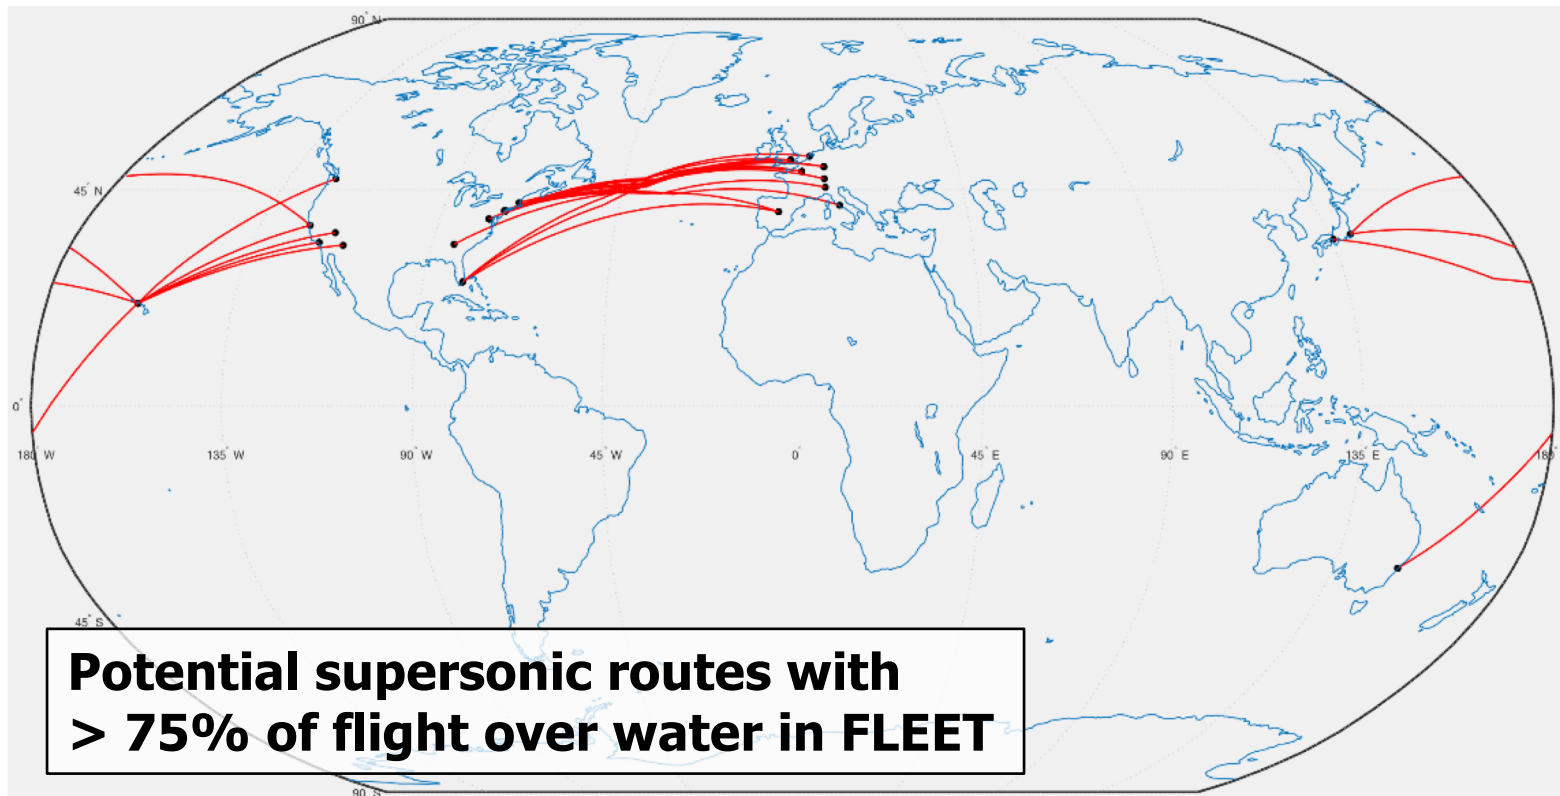 90° N
45° N
0°
180° W 135° W 90° W 45° W 0° 45° E 90° E 135° E 180°
45° S
Potential supersonic routes with
> 75% of flight over water in FLEET
90° S